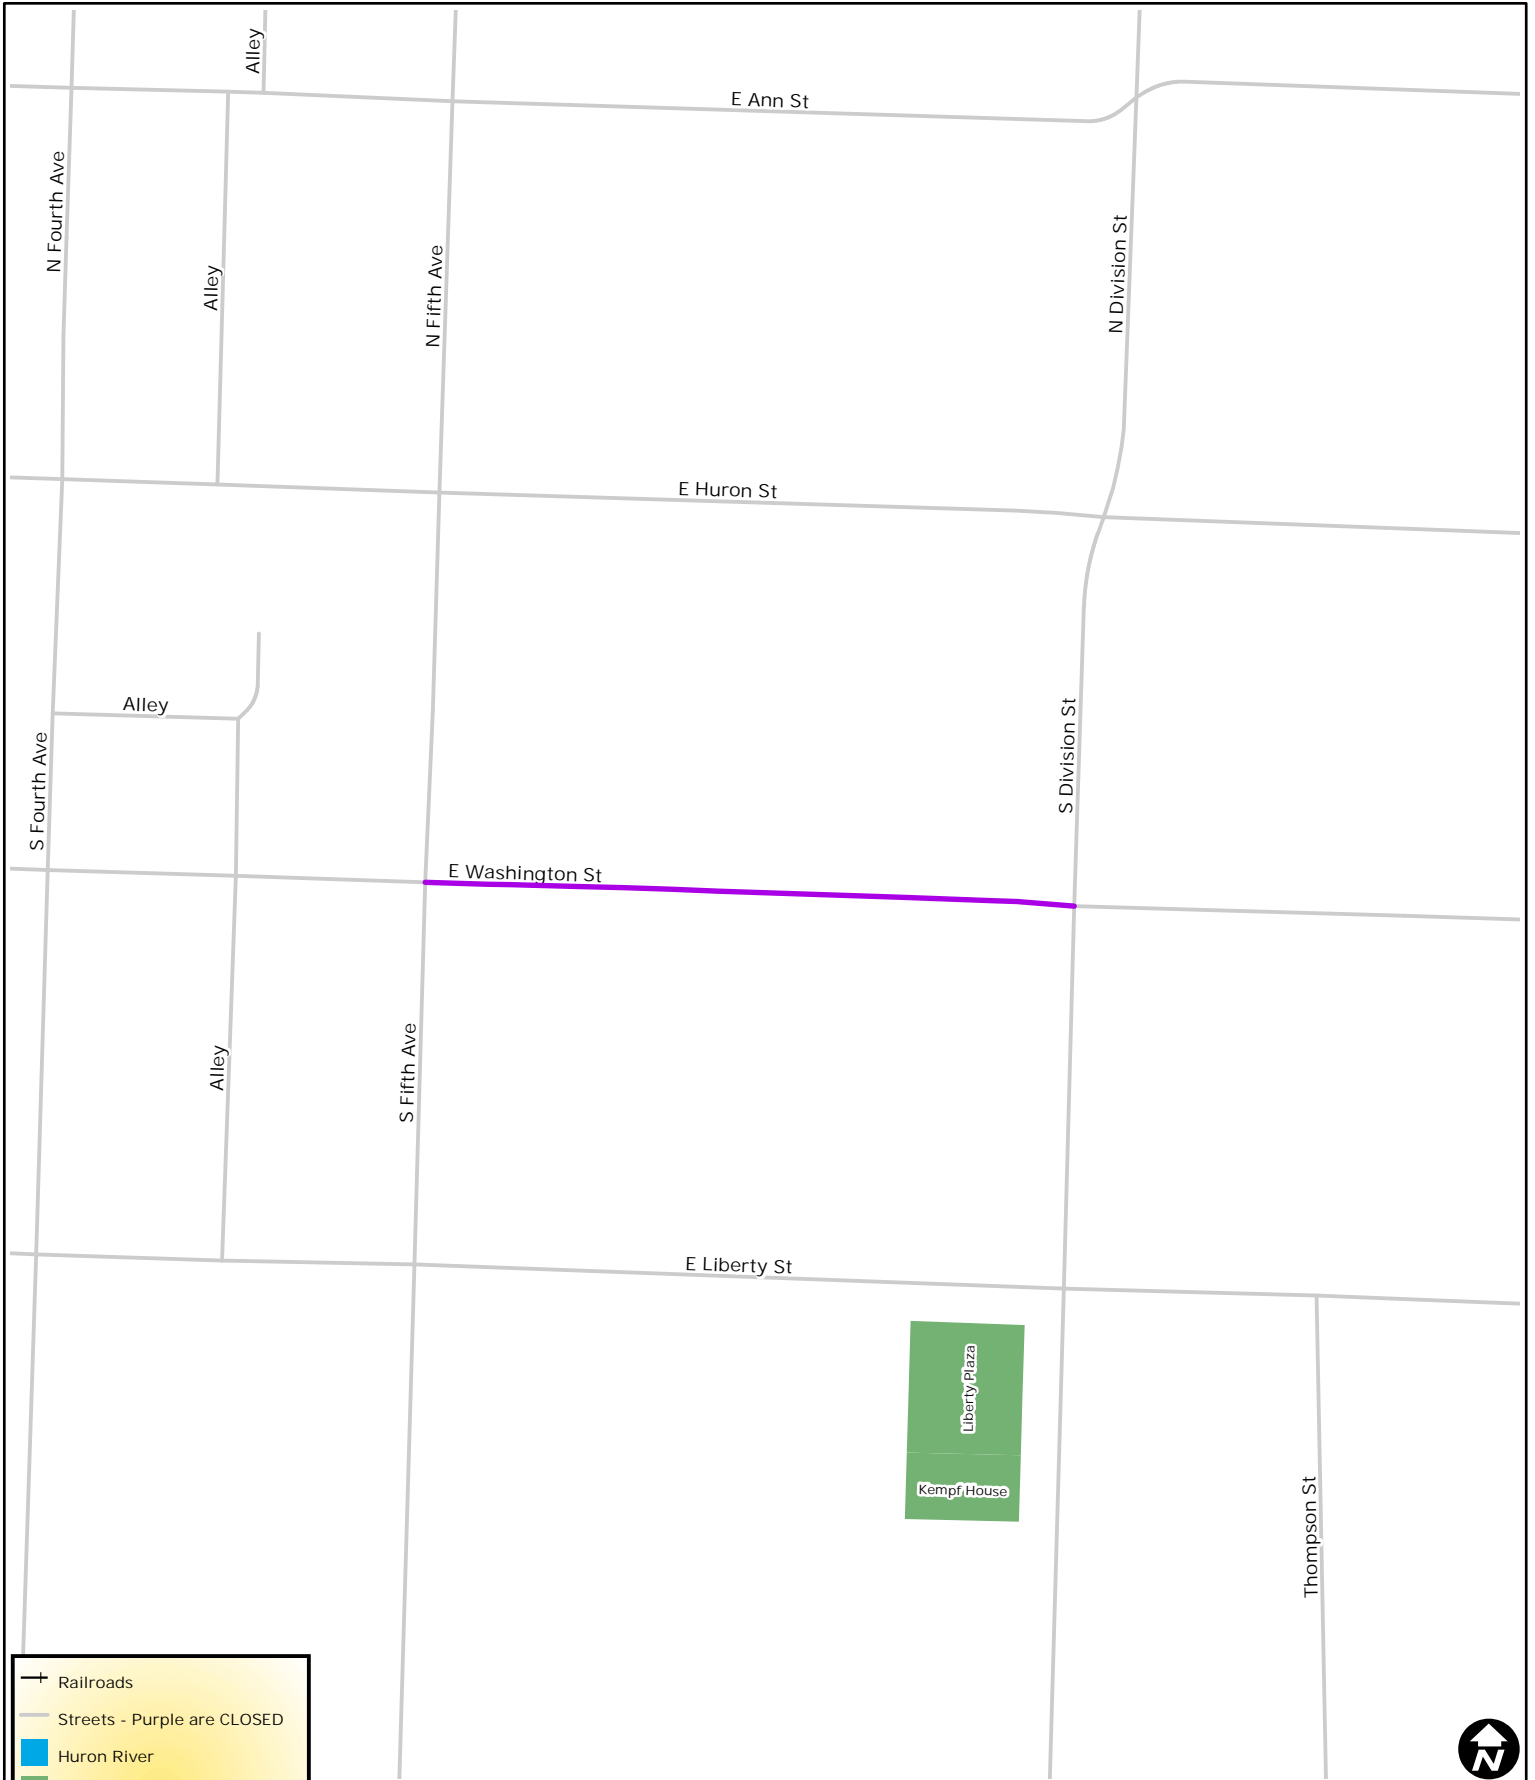 Alley
E Ann St
N Fourth Ave
N Division St
N Fifth Ave
Alley
E Huron St
Alley
S Division St
S Fourth Ave
E Washington St
S Fifth Ave
Alley
E Liberty St
Liberty Plaza
Kempf House
Thompson St
Railroads
Streets - Purple are CLOSED
Huron River
N